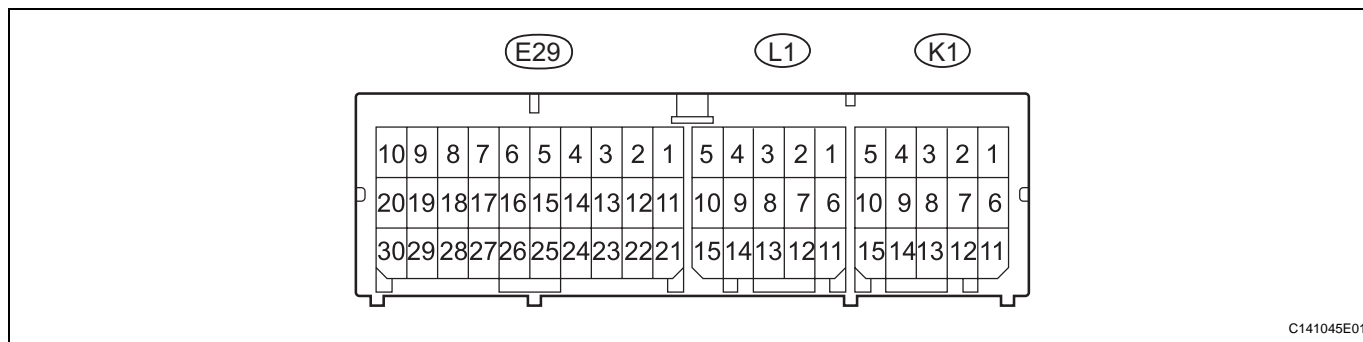 E29 L1 K1
10 9 8 7 6 5 4 3 2 1 5 4 3 2 1 5 4 3 2 1
20 19 18 17 16 15 14 13 12 11 10 9 8 7 6 10 9 8 7 6
30 29 28 27 26 25 24 23 22 21 15 14 13 12 11 15 14 13 12 11
C141045E01